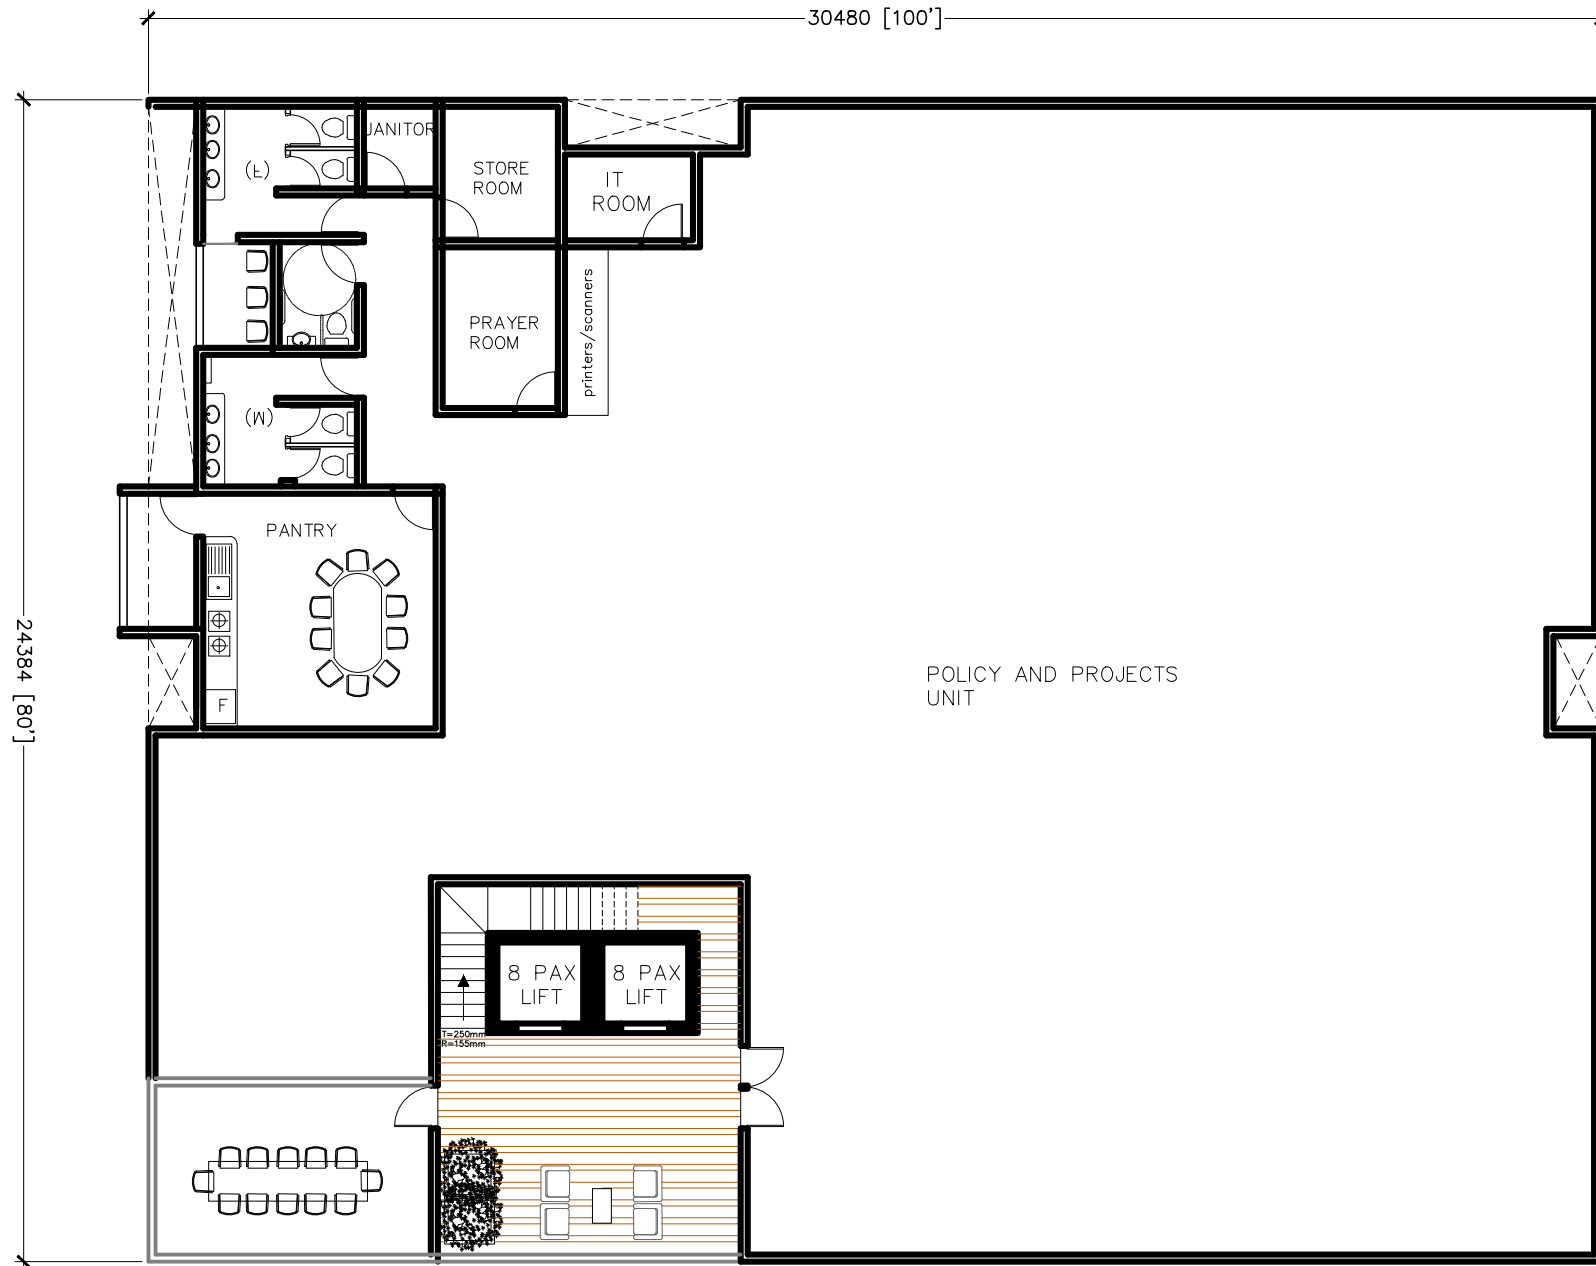 30480 [100']
JANITOR
(F)
STORE
ROOM
IT
ROOM
printers/scanners
PRAYER
ROOM
(M)
PANTRY
24384 [80']
F
POLICY AND PROJECTS
UNIT
8 PAX
LIFT
8 PAX
LIFT
T=250mm
R=155mm